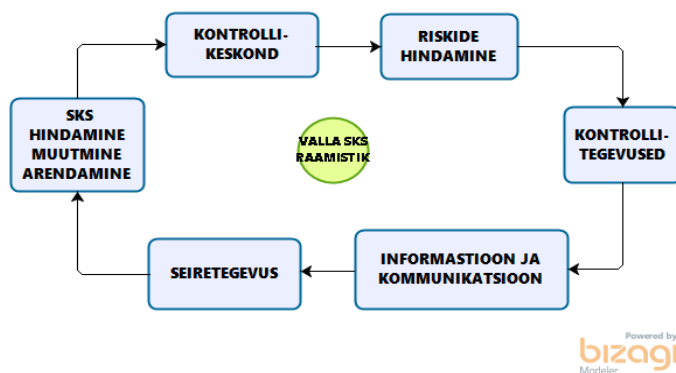 KONTROLLI-
KESKOND
RISKIDE
HINDAMINE
KONTROLLI-
TEGEVUSED
INFORMASTIOON JA
KOMMUNIKATSIOON
SEIRETEGEVUS
SKS
HINDAMINE
MUUTMINE
ARENDAMINE
VALLA SKS
RAAMISTIK
Powered by
bizagi
Modeler